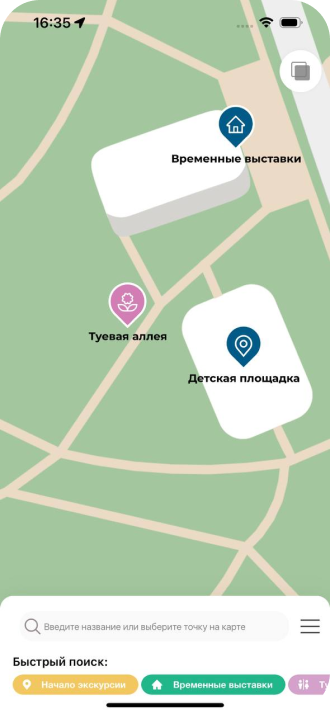 16:35
Временные выставки
Туевая аллея
Детская площадка
Введите название или выберите точку на карте
Быстрый поиск:
Начало экскурсии Временные выставки